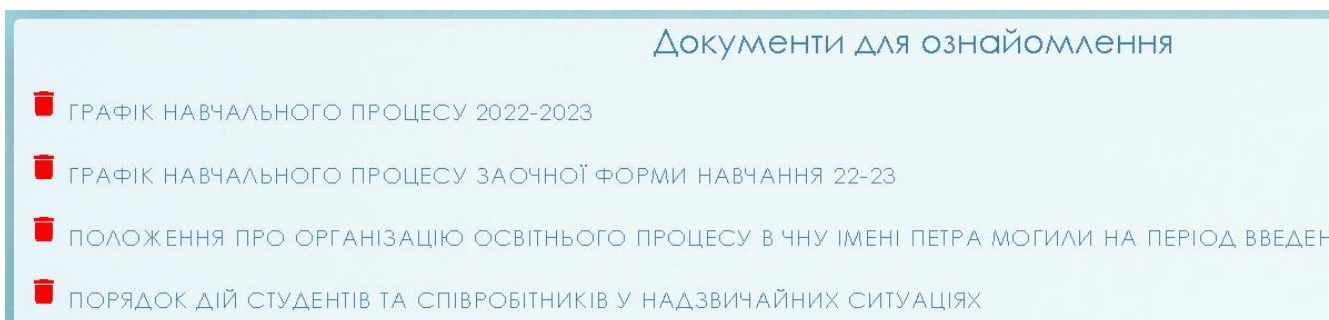 Документи для ознайомлення
ГРАФІК НАВЧАЛЬНОГО ПРОЦЕСУ 2022-2023
ГРАФІК НАВЧАЛЬНОГО ПРОЦЕСУ ЗАОЧНОЇ ФОРМИ НАВЧАННЯ 22-23
ПОЛОЖЕННЯ ПРО ОРГАНІЗАЦІЮ ОСВІТНЬОГО ПРОЦЕСУ В ЧНУ ІМЕНІ ПЕТРА МОГИЛИ НА ПЕРІОД
ПОРЯДОК ДІЙ СТУДЕНТІВ ТА СПІВРОБІТНИКІВ У НАДЗВИЧАЙНИХ СИТУАЦІЯХ